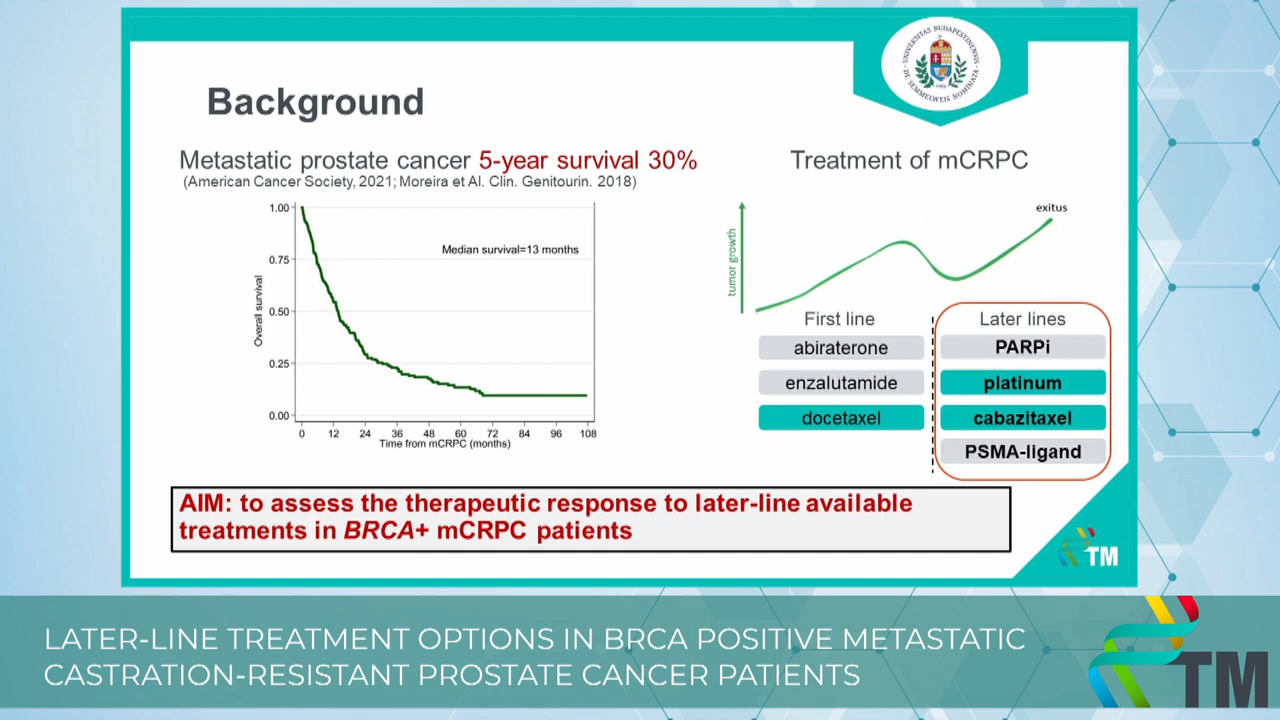 UNIVERSITAS BUDAPESTINENSIS
DE SEMMELWEIS NOMINATA
Background
Metastatic prostate cancer 5-year survival 30%
(American Cancer Society, 2021; Moreira et Al. Clin. Genitourin. 2018)
1.00
0.75
0.50
0.25
0.00
Overall survival
Median survival=13 months
0 12 24 36 48 60 72 84 96 108
Time from mCRPC (months)
Treatment of mCRPC
tumor growth
exitus
First line
abiraterone
enzalutamide
docetaxel
Later lines
PARPi
platinum
cabazitaxel
PSMA-ligand
AIM: to assess the therapeutic response to later-line available
treatments in BRCA+ mCRPC patients
TM
LATER-LINE TREATMENT OPTIONS IN BRCA POSITIVE METASTATIC
CASTRATION-RESISTANT PROSTATE CANCER PATIENTS
TM